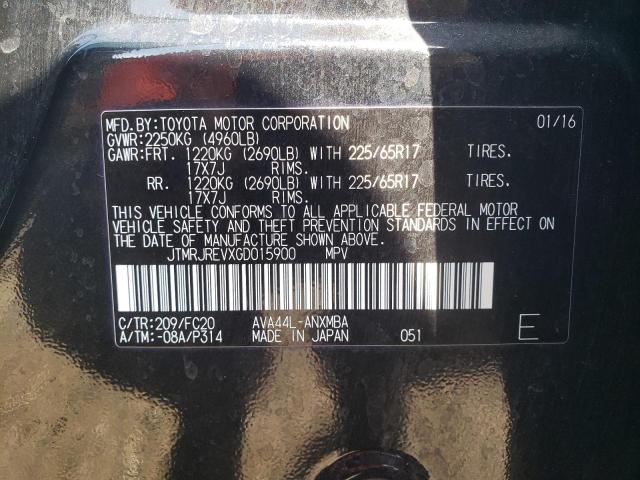 MFD.BY:TOYOTA MOTOR CORPORATION 01/16
GVWR:2250KG (4960LB)
GAWR:FRT. 1220KG (2690LB) WITH 225/65R17 TIRES.
17X7J RIMS.
RR. 1220KG (2690LB) WITH 225/65R17 TIRES.
17X7J RIMS.
THIS VEHICLE CONFORMS TO ALL APPLICABLE FEDERAL MOTOR
VEHICLE SAFETY AND THEFT PREVENTION STANDARDS IN EFFECT ON
THE DATE OF MANUFACTURE SHOWN ABOVE.
JTMRJREVXGD015900 MPV
C/TR:209/FC20 AVA44L-ANXMBA
A/TM:-08A/P314 MADE IN JAPAN 051 E